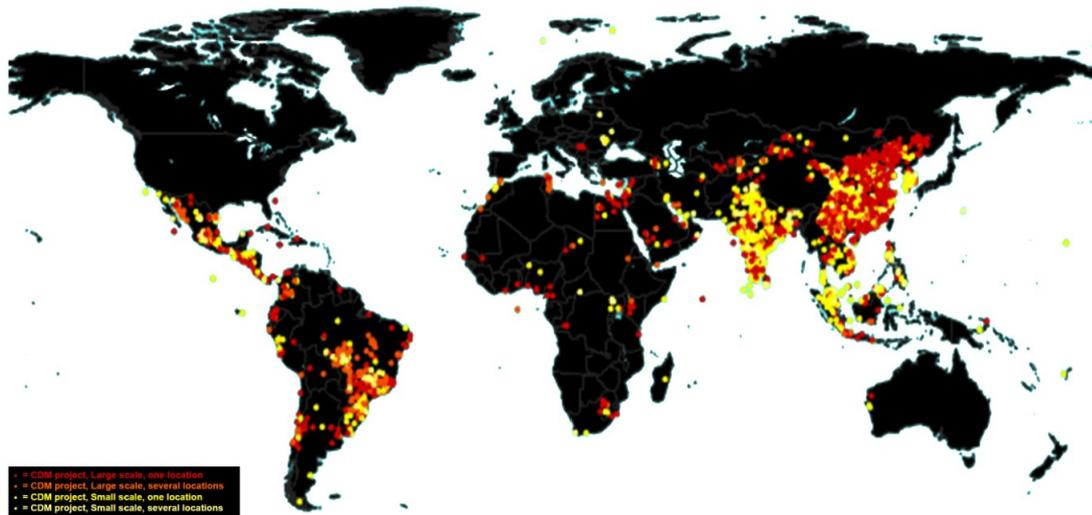 • = CDM project, Large scale, one location
• = CDM project, Large scale, several locations
• = CDM project, Small scale, one location
• = CDM project, Small scale, several locations